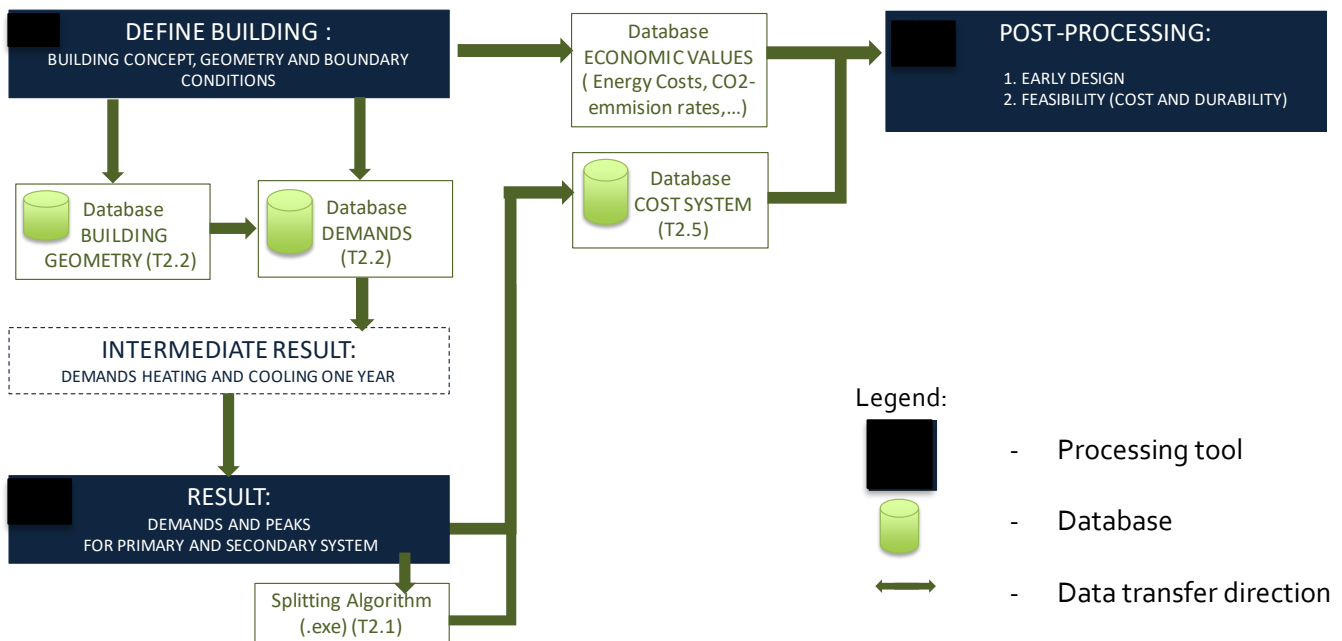 DEFINE BUILDING :
BUILDING CONCEPT, GEOMETRY AND BOUNDARY
CONDITIONS
Database
ECONOMIC VALUES
( Energy Costs, CO2-
emmision rates,...)
POST-PROCESSING:
1. EARLY DESIGN
2. FEASIBILITY (COST AND DURABILITY)
Database
BUILDING
GEOMETRY (T2.2)
Database
DEMANDS
(T2.2)
Database
COST SYSTEM
(T2.5)
INTERMEDIATE RESULT:
DEMANDS HEATING AND COOLING ONE YEAR
RESULT:
DEMANDS AND PEAKS
FOR PRIMARY AND SECONDARY SYSTEM
Splitting Algorithm
(.exe) (T2.1)
Legend:
- Processing tool
- Database
- Data transfer direction